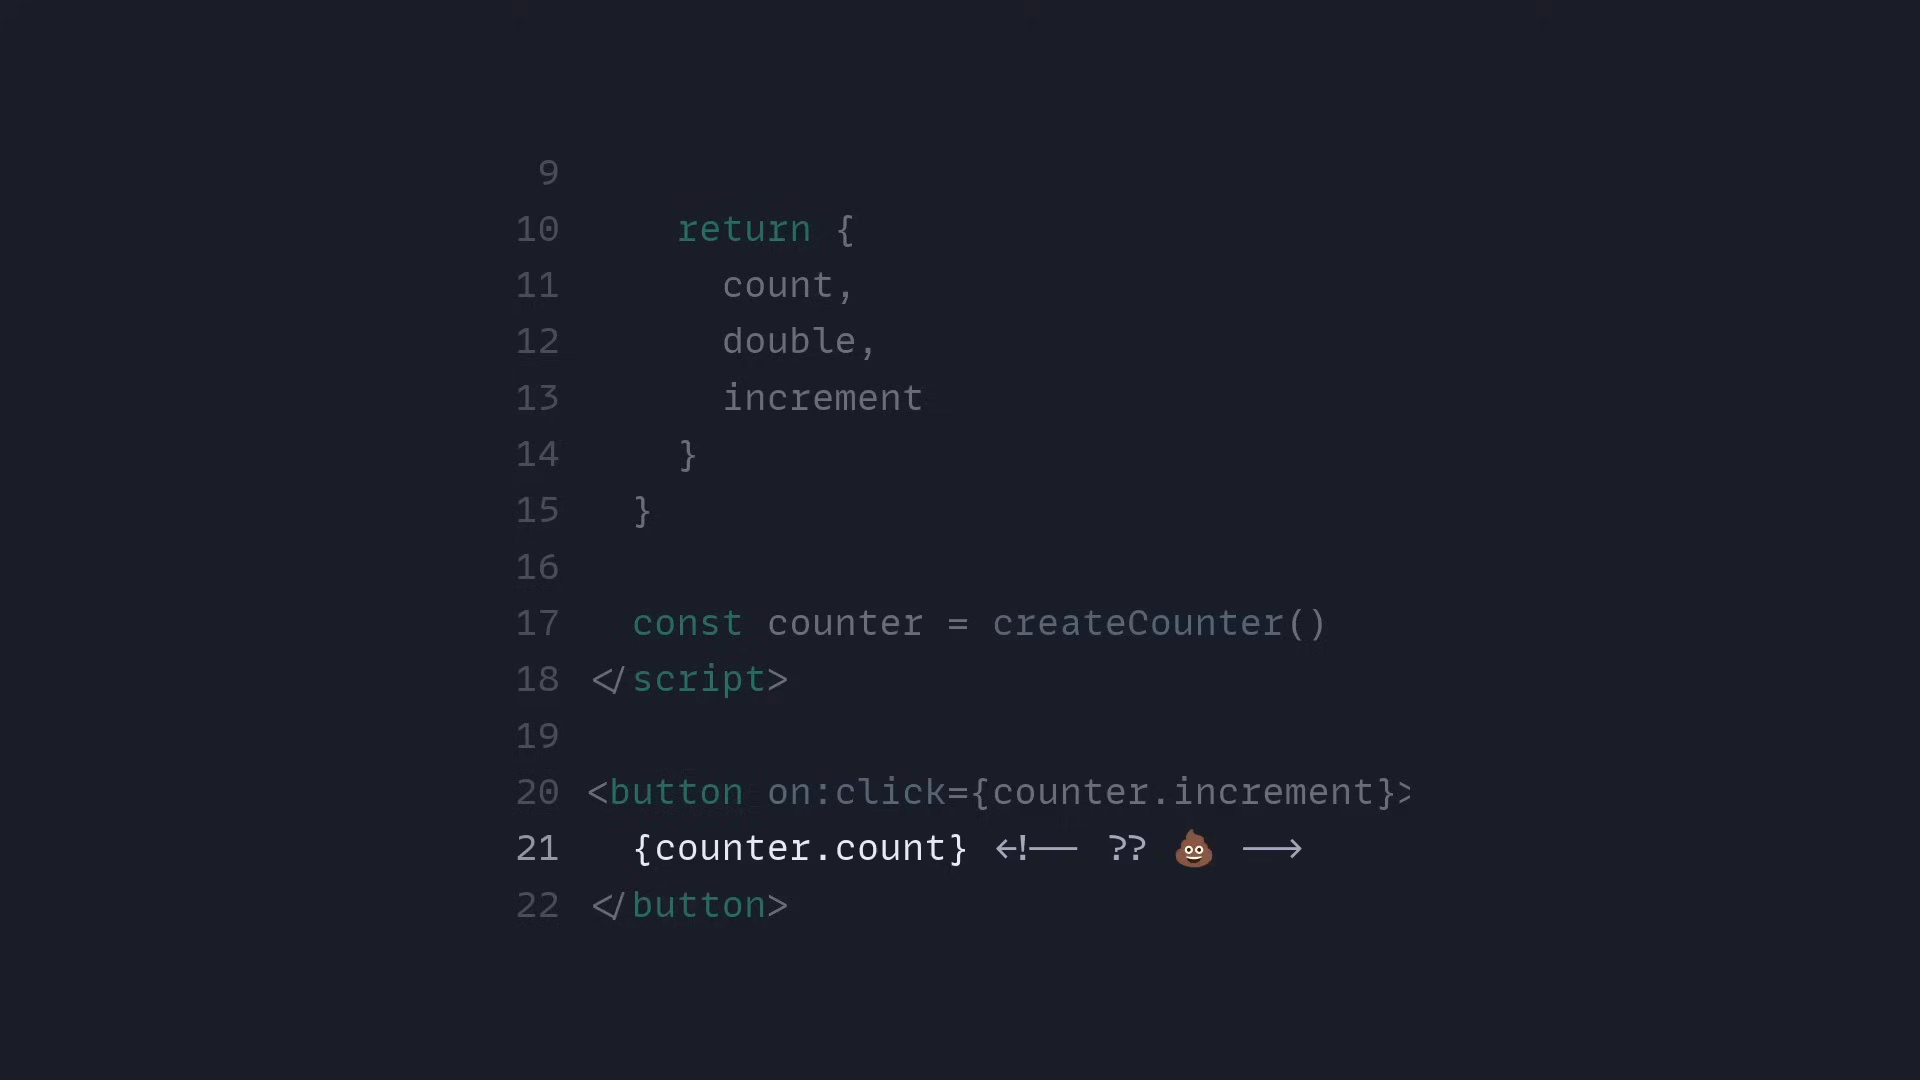 9
10     return {
11       count,
12       double,
13       increment
14     }
15   }
16
17   const counter = createCounter()
18 </script>
19
20 <button on:click={counter.increment}>
21   {counter.count} <!-- ?? 💩 -->
22 </button>